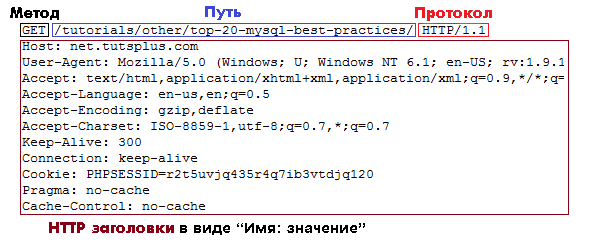 Метод Путь Протокол
GET /tutorials/other/top-20-mysql-best-practices/ HTTP/1.1
Host: net.tutsplus.com
User-Agent: Mozilla/5.0 (Windows; U; Windows NT 6.1; en-US; rv:1.9.1
Accept: text/html,application/xhtml+xml,application/xml;q=0.9,*/*;q=
Accept-Language: en-us,en;q=0.5
Accept-Encoding: gzip,deflate
Accept-Charset: ISO-8859-1,utf-8;q=0.7,*;q=0.7
Keep-Alive: 300
Connection: keep-alive
Cookie: PHPSESSID=r2t5uvjq435r4q7ib3vtdjq120
Pragma: no-cache
Cache-Control: no-cache
HTTP заголовки в виде “Имя: значение”